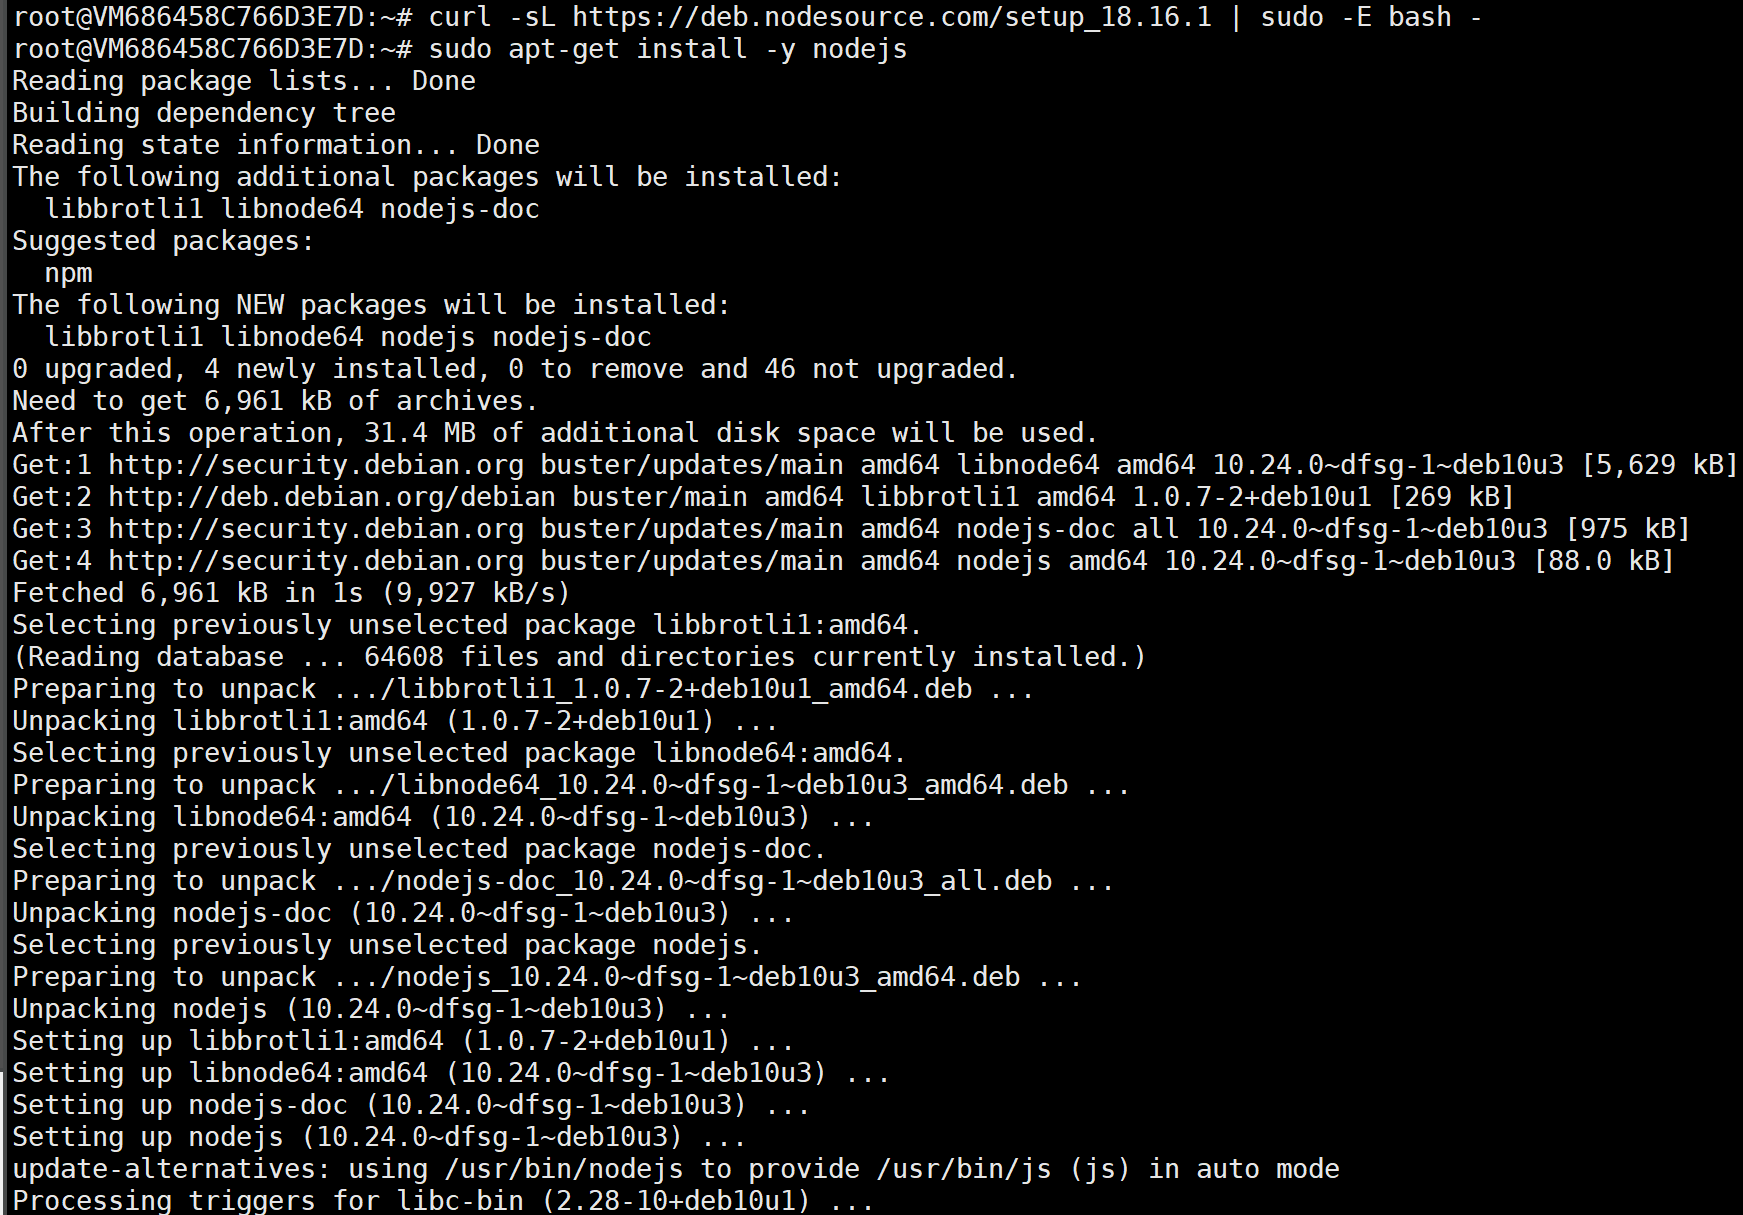 root@VM686458C766D3E7D:~# curl -sL https://deb.nodesource.com/setup_18.16.1 | sudo -E bash -
root@VM686458C766D3E7D:~# sudo apt-get install -y nodejs
Reading package lists... Done
Building dependency tree
Reading state information... Done
The following additional packages will be installed:
  libbrotli1 libnode64 nodejs-doc
Suggested packages:
  npm
The following NEW packages will be installed:
  libbrotli1 libnode64 nodejs nodejs-doc
0 upgraded, 4 newly installed, 0 to remove and 46 not upgraded.
Need to get 6,961 kB of archives.
After this operation, 31.4 MB of additional disk space will be used.
Get:1 http://security.debian.org buster/updates/main amd64 libnode64 amd64 10.24.0~dfsg-1~deb10u3 [5,629 kB]
Get:2 http://deb.debian.org/debian buster/main amd64 libbrotli1 amd64 1.0.7-2+deb10u1 [269 kB]
Get:3 http://security.debian.org buster/updates/main amd64 nodejs-doc all 10.24.0~dfsg-1~deb10u3 [975 kB]
Get:4 http://security.debian.org buster/updates/main amd64 nodejs amd64 10.24.0~dfsg-1~deb10u3 [88.0 kB]
Fetched 6,961 kB in 1s (9,927 kB/s)
Selecting previously unselected package libbrotli1:amd64.
(Reading database ... 64608 files and directories currently installed.)
Preparing to unpack .../libbrotli1_1.0.7-2+deb10u1_amd64.deb ...
Unpacking libbrotli1:amd64 (1.0.7-2+deb10u1) ...
Selecting previously unselected package libnode64:amd64.
Preparing to unpack .../libnode64_10.24.0~dfsg-1~deb10u3_amd64.deb ...
Unpacking libnode64:amd64 (10.24.0~dfsg-1~deb10u3) ...
Selecting previously unselected package nodejs-doc.
Preparing to unpack .../nodejs-doc_10.24.0~dfsg-1~deb10u3_all.deb ...
Unpacking nodejs-doc (10.24.0~dfsg-1~deb10u3) ...
Selecting previously unselected package nodejs.
Preparing to unpack .../nodejs_10.24.0~dfsg-1~deb10u3_amd64.deb ...
Unpacking nodejs (10.24.0~dfsg-1~deb10u3) ...
Setting up libbrotli1:amd64 (1.0.7-2+deb10u1) ...
Setting up libnode64:amd64 (10.24.0~dfsg-1~deb10u3) ...
Setting up nodejs-doc (10.24.0~dfsg-1~deb10u3) ...
Setting up nodejs (10.24.0~dfsg-1~deb10u3) ...
update-alternatives: using /usr/bin/nodejs to provide /usr/bin/js (js) in auto mode
Processing triggers for libc-bin (2.28-10+deb10u1) ...